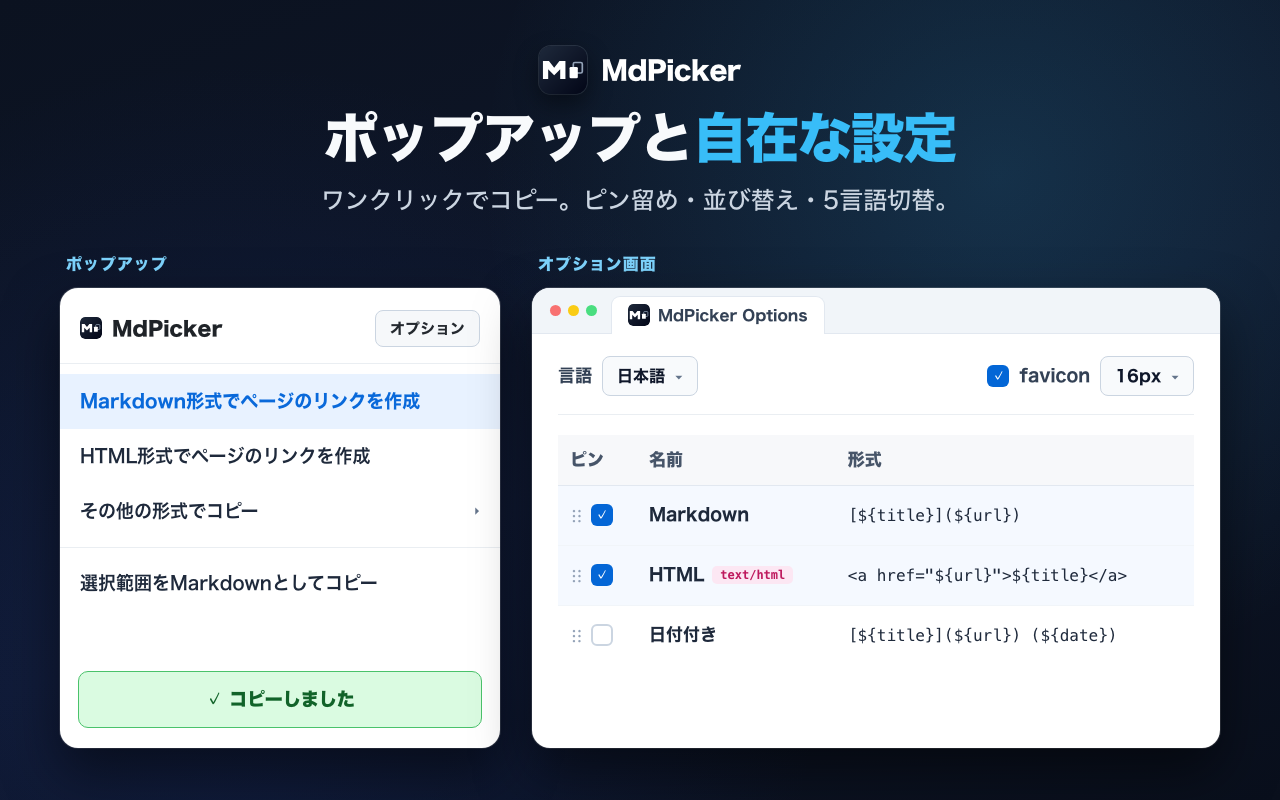 MdPicker
ポップアップと自在な設定
ワンクリックでコピー。ピン留め・並び替え・5言語切替。
ポップアップ
MdPicker
オプション
Markdown形式でページのリンクを作成
HTML形式でページのリンクを作成
その他の形式でコピー
選択範囲をMarkdownとしてコピー
✓ コピーしました
オプション画面
MdPicker Options
言語 日本語 favicon 16px
ピン 名前 形式
Markdown [${title}](${url})
HTML text/html <a href="${url}">${title}</a>
日付付き [${title}](${url}) (${date})